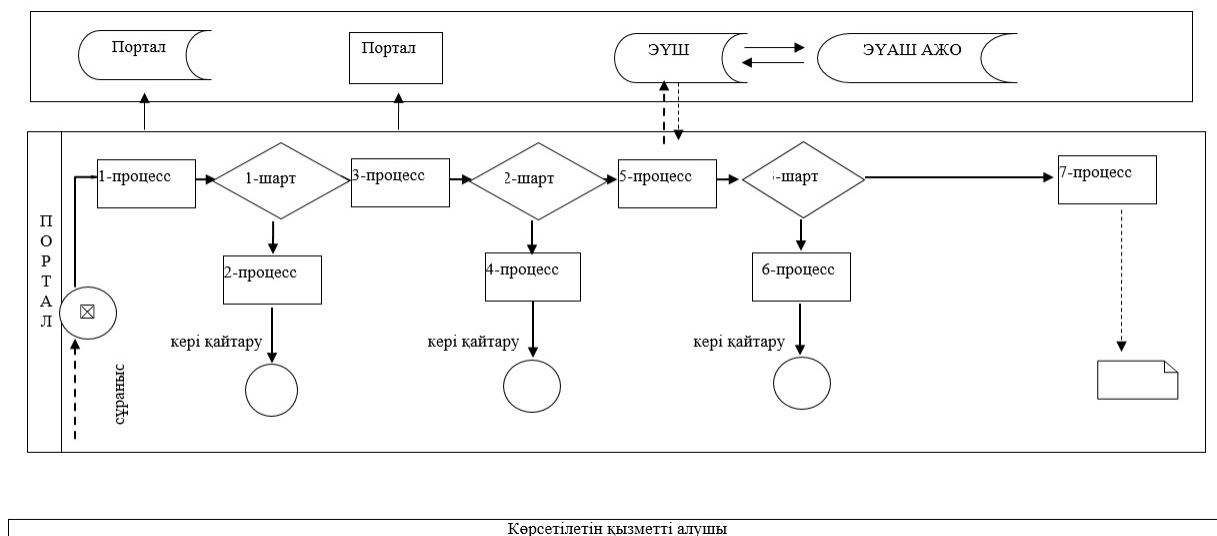 Портал
Портал
ЭҮШ
ЭҮАШ АЖО
1-процесс
1-шарт
3-процесс
2-шарт
5-процесс
-шарт
7-процесс
ПОРТАЛ
2-процесс
4-процесс
6-процесс
кері қайтару
кері қайтару
кері қайтару
сұраныс
Көрсетілетін қызметті алушы